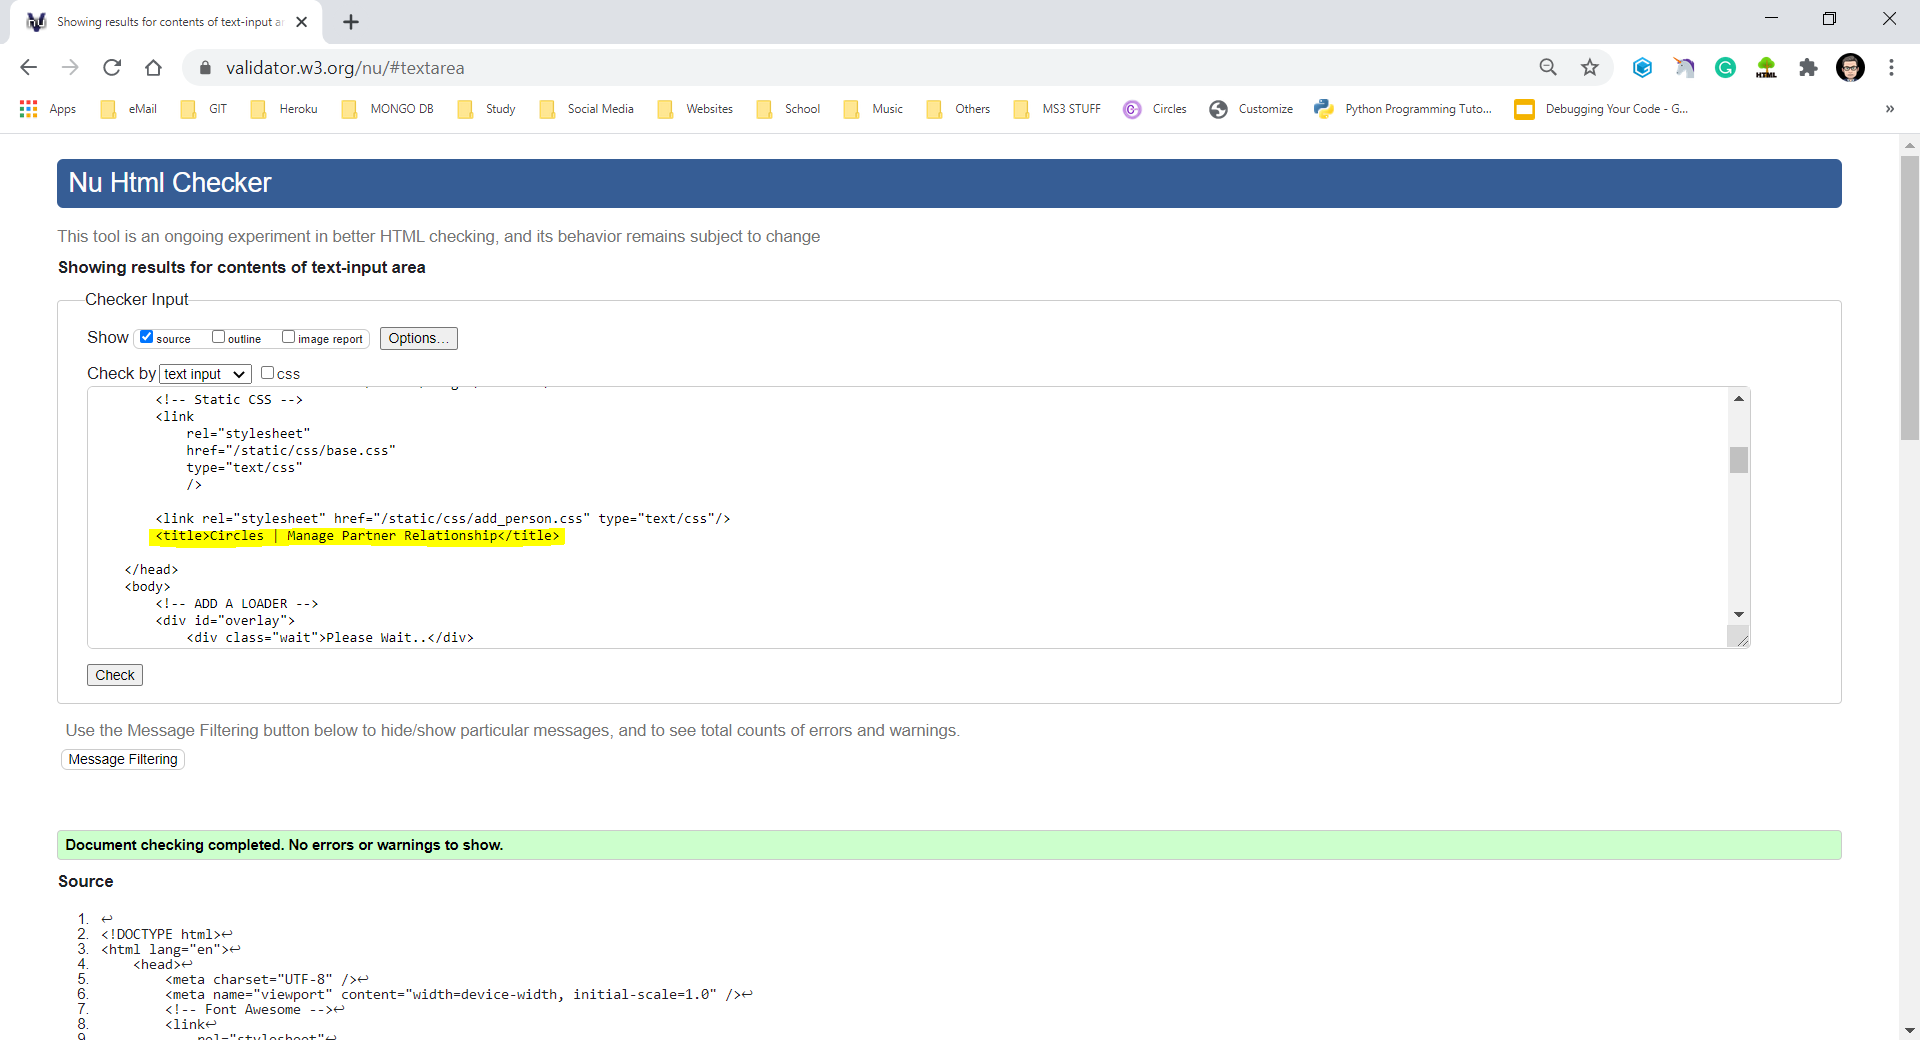 Showing results for contents of text-input ar
validator.w3.org/nu/#textarea
Apps eMail GIT Heroku MONGO DB Study Social Media Websites School Music Others MS3 STUFF Circles Customize Python Programming Tuto... Debugging Your Code - G... »
Nu Html Checker
This tool is an ongoing experiment in better HTML checking, and its behavior remains subject to change
Showing results for contents of text-input area
Checker Input
Show source outline image report Options...
Check by text input css
<!-- Static CSS -->
<link
rel="stylesheet"
href="/static/css/base.css"
type="text/css"
/>
<link rel="stylesheet" href="/static/css/add_person.css" type="text/css"/>
<title>Circles | Manage Partner Relationship</title>
</head>
<body>
<!-- ADD A LOADER -->
<div id="overlay">
<div class="wait">Please Wait..</div>
Check
Use the Message Filtering button below to hide/show particular messages, and to see total counts of errors and warnings.
Message Filtering
Document checking completed. No errors or warnings to show.
Source
1. ↩
2. <!DOCTYPE html>↩
3. <html lang="en">↩
4. <head>↩
5. <meta charset="UTF-8" />↩
6. <meta name="viewport" content="width=device-width, initial-scale=1.0" />↩
7. <!-- Font Awesome -->↩
8. <link↩
9. rel="stylesheet"↩